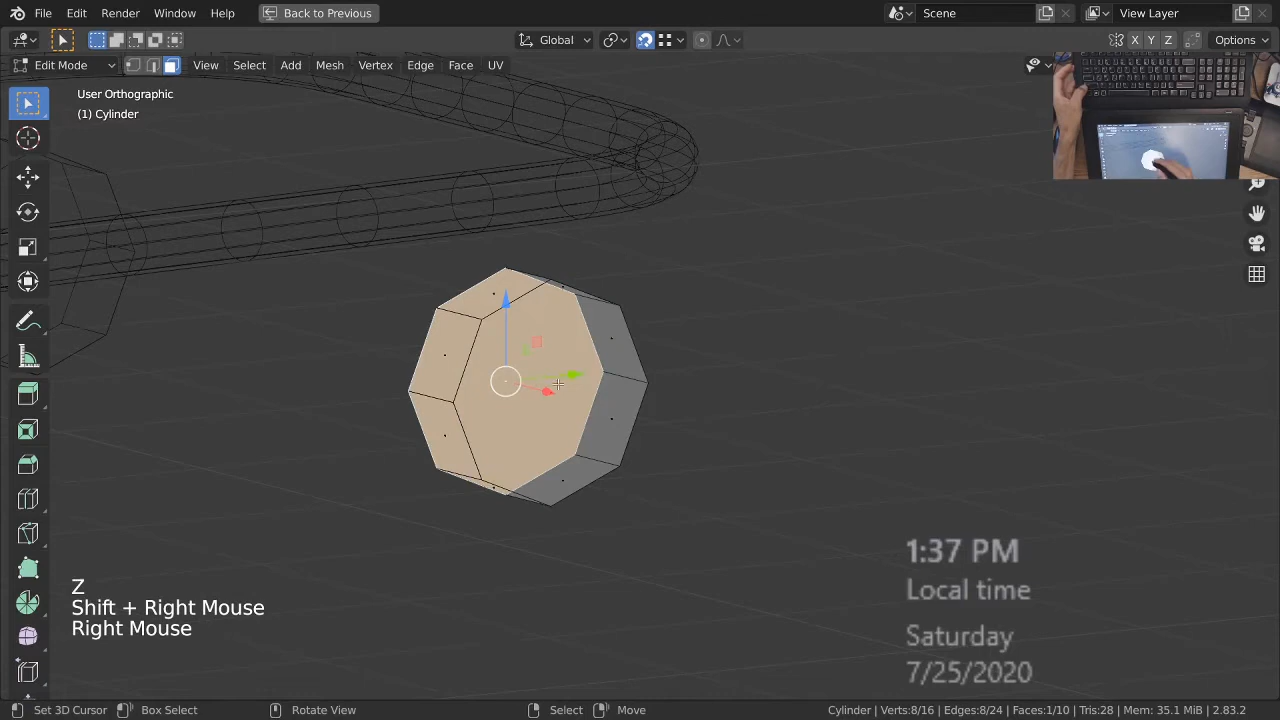 File Edit Render Window Help Back to Previous Scene View Layer
Global X Y Z Options
Edit Mode View Select Add Mesh Vertex Edge Face UV
User Orthographic
(1) Cylinder
1:37 PM
Local time
Saturday
7/25/2020
Z
Shift + Right Mouse
Right Mouse
Set 3D Cursor Box Select Rotate View Select Move Cylinder | Verts:8/16 | Edges:8/24 | Faces:1/10 | Tris:28 | Mem: 35.1 MiB | 2.83.2